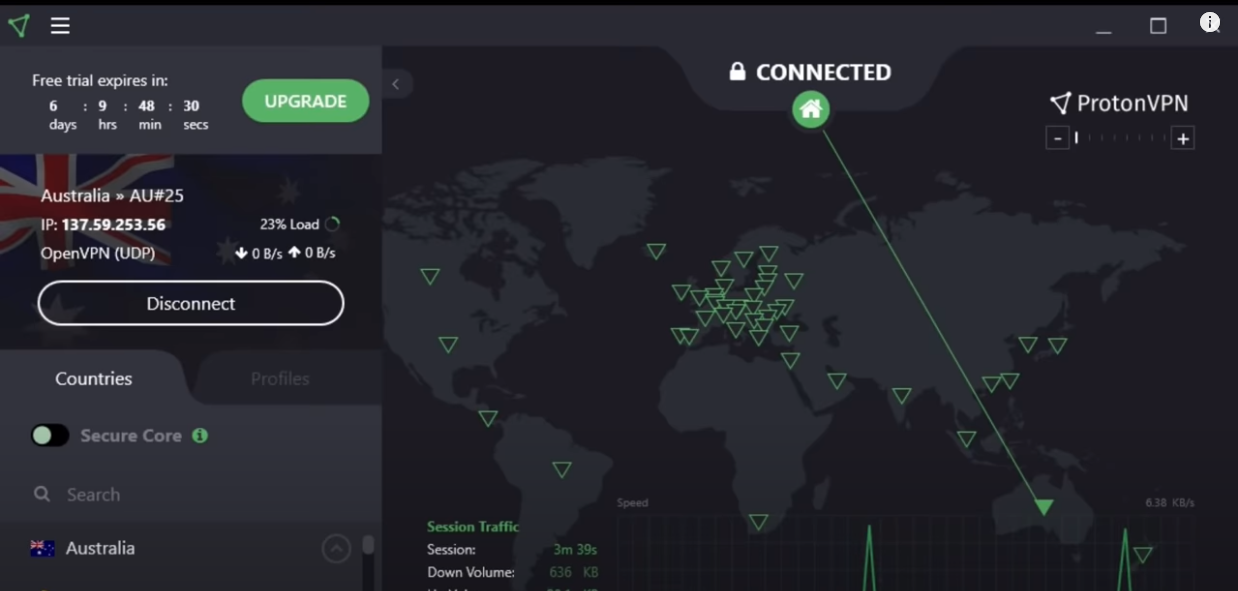 Free trial expires in:
6 : 9 : 48 : 30
days hrs min secs
UPGRADE
CONNECTED
ProtonVPN
- +
Australia » AU#25
IP: 137.59.253.56
23% Load
OpenVPN (UDP)
0 B/s 0 B/s
Disconnect
Countries
Profiles
Secure Core
Search
Australia
Speed
6.38 KB/s
Session Traffic
Session: 3m 39s
Down Volume: 636 KB